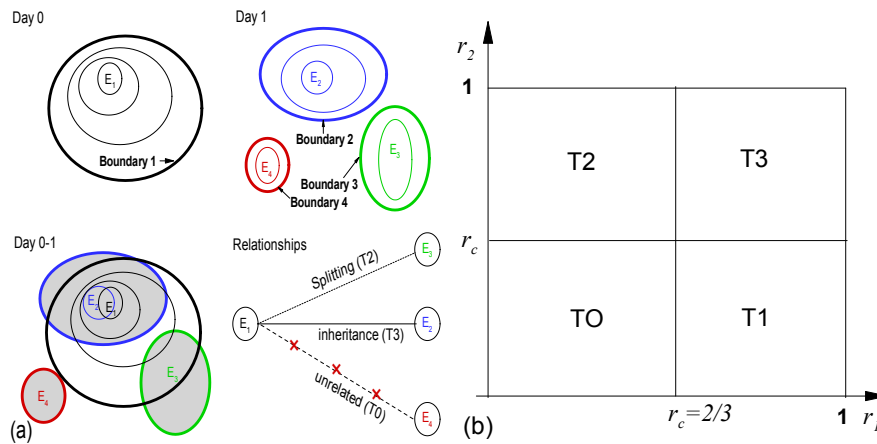 Day 0
E1
Boundary 1
Day 1
E2
Boundary 2
E3
Boundary 3
E4
Boundary 4
Day 0-1
E2
E1
E3
E4
(a)
Relationships
E1
Splitting (T2)
E3
inheritance (T3)
E2
unrelated (T0)
E4
(b)
r2
1
T2
T3
rc
TO
T1
rc=2/3
1
r1